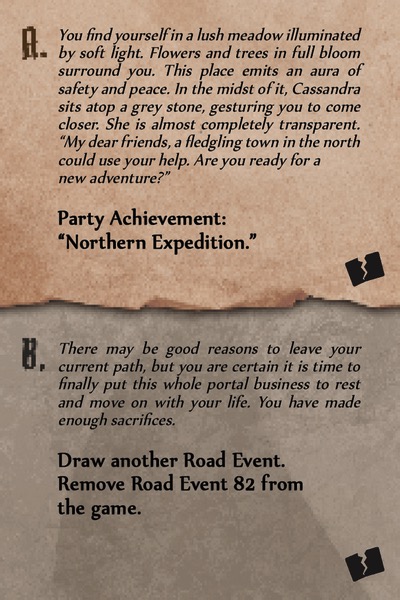 A.
You find yourself in a lush meadow illuminated
by soft light. Flowers and trees in full bloom
surround you. This place emits an aura of
safety and peace. In the midst of it, Cassandra
sits atop a grey stone, gesturing you to come
closer. She is almost completely transparent.
“My dear friends, a fledgling town in the north
could use your help. Are you ready for a
new adventure?”
Party Achievement:
“Northern Expedition.”
B.
There may be good reasons to leave your
current path, but you are certain it is time to
finally put this whole portal business to rest
and move on with your life. You have made
enough sacrifices.
Draw another Road Event.
Remove Road Event 82 from
the game.